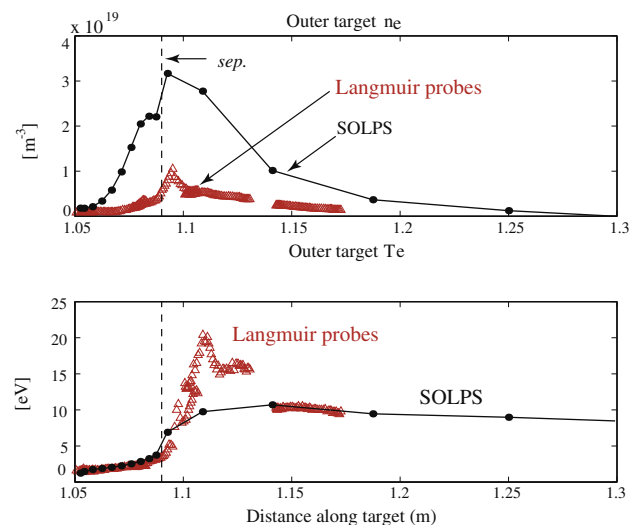 x 10^19
Outer target ne
4
3
2
1
0
[m^-3]
sep.
Langmuir probes
SOLPS
1.05
1.1
1.15
1.2
1.25
1.3
Outer target Te
25
20
15
10
5
0
[eV]
Langmuir probes
SOLPS
1.05
1.1
1.15
1.2
1.25
1.3
Distance along target (m)